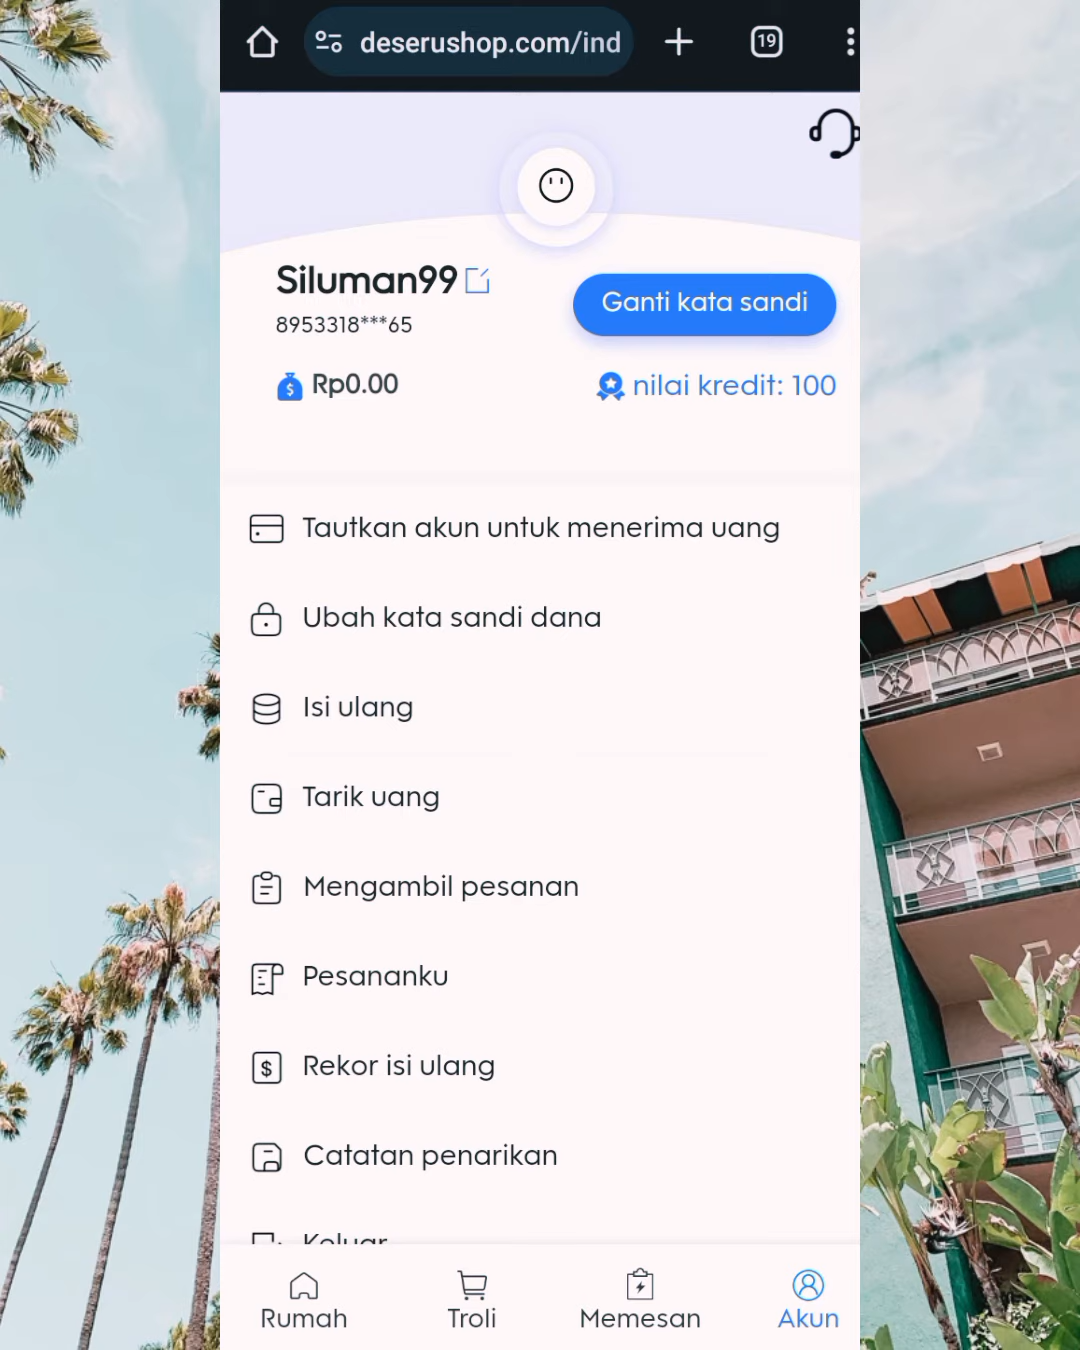 deserushop.com/ind
19
Siluman99
8953318***65
Ganti kata sandi
Rp0.00
nilai kredit: 100
Tautkan akun untuk menerima uang
Ubah kata sandi dana
Isi ulang
Tarik uang
Mengambil pesanan
Pesananku
Rekor isi ulang
Catatan penarikan
Keluar
Rumah
Troli
Memesan
Akun